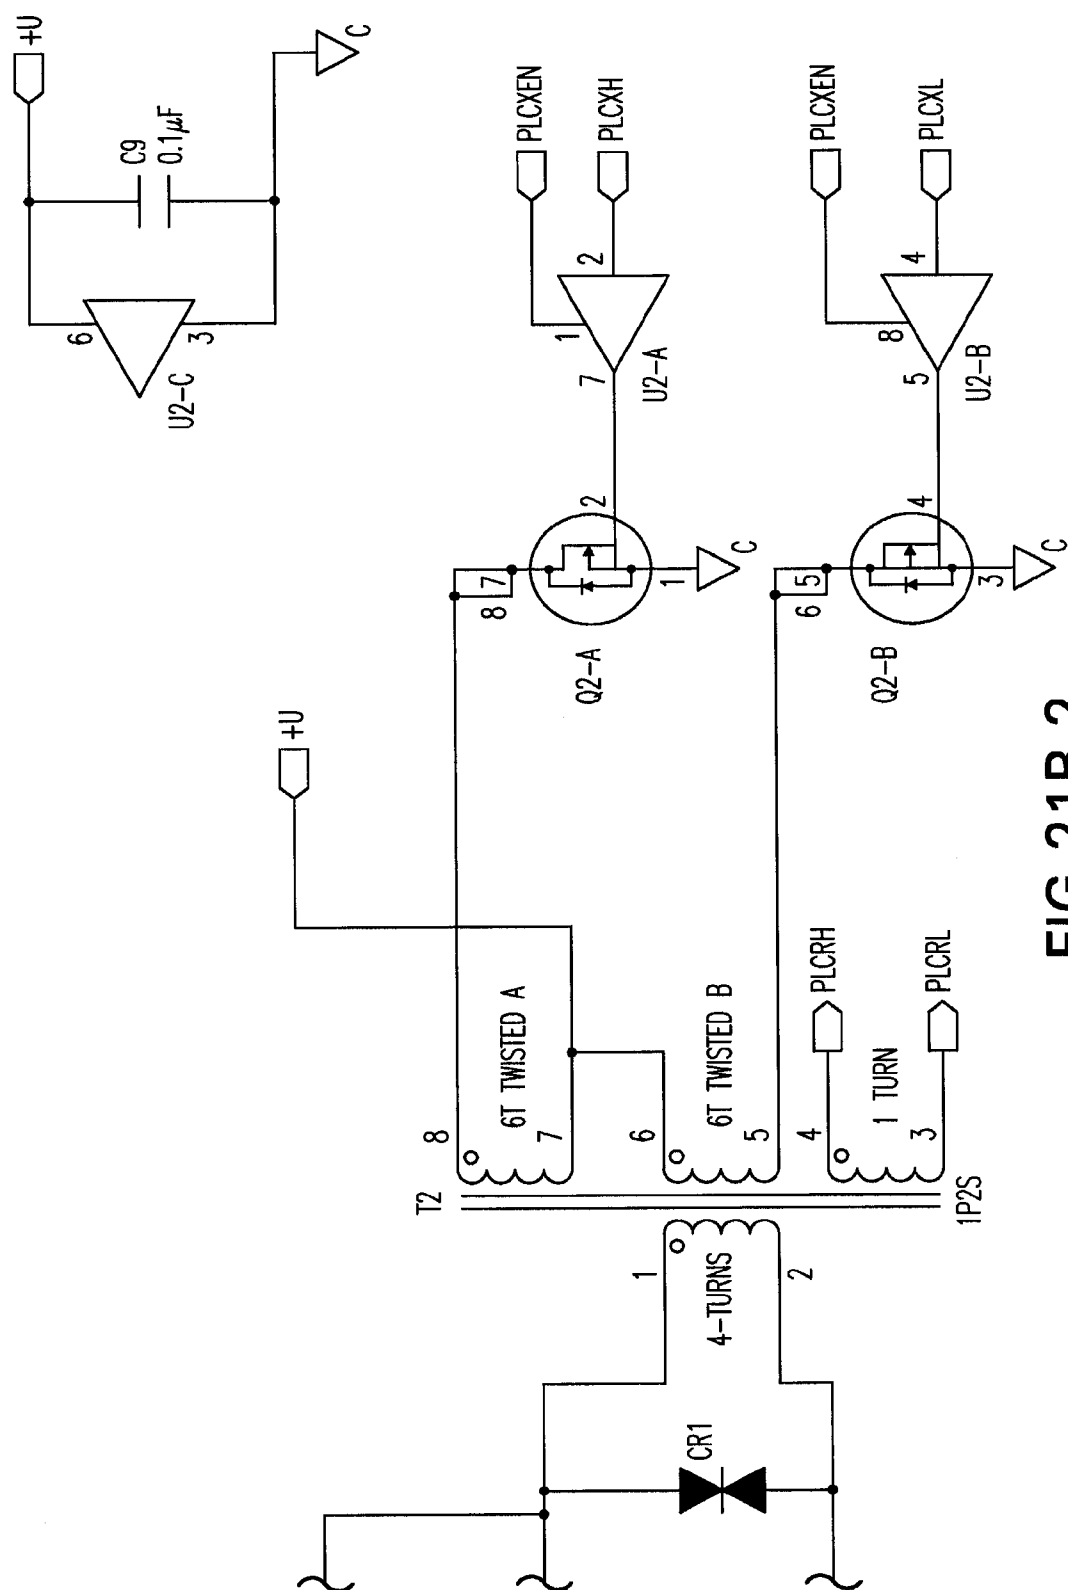 +U
C9
0.1µF
C
6
3
U2-C
+U
T2
8
6T TWISTED A
7
6
6T TWISTED B
5
4
1 TURN
3
PLCRH
PLCRL
1P2S
1
4-TURNS
2
CR1
8
7
Q2-A
2
1
C
7
U2-A
1
2
PLCXEN
PLCXH
6
5
Q2-B
4
3
C
5
U2-B
8
4
PLCXEN
PLCXL
FIG 21B 2